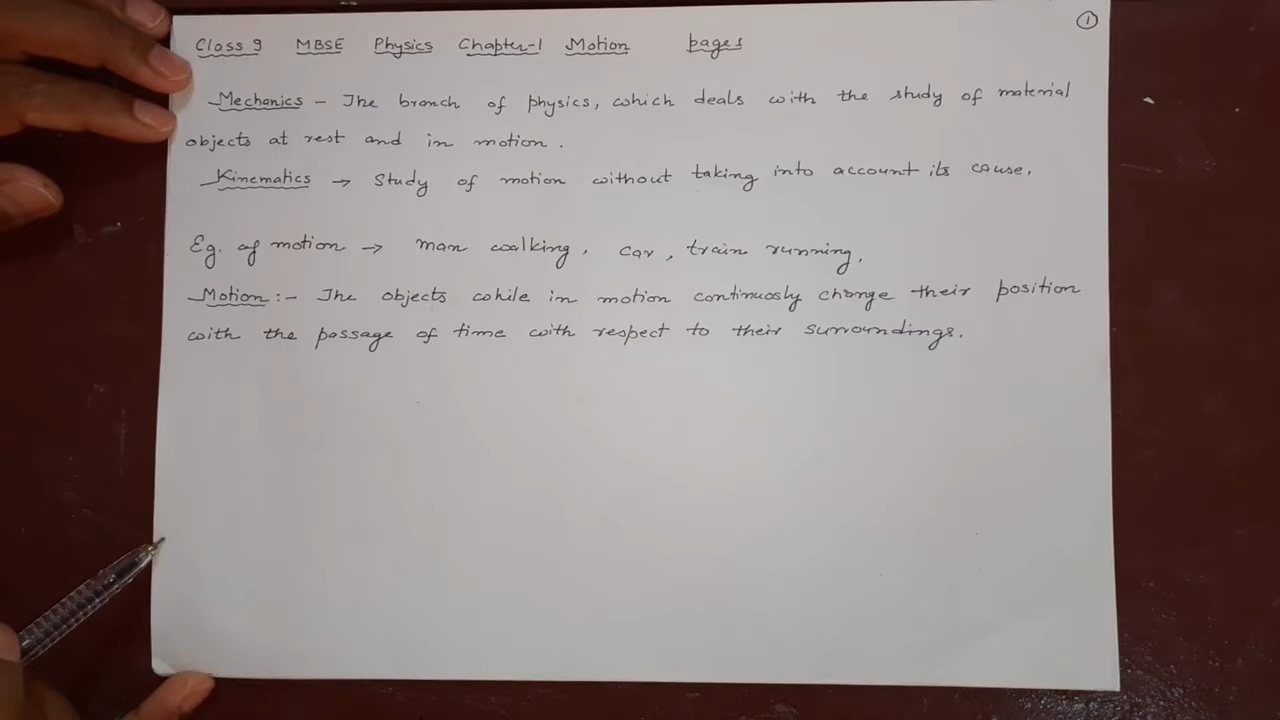 ①
Class 9 MBSE Physics Chapter-1 Motion pages
Mechanics - The branch of physics, which deals with the study of material
objects at rest and in motion.
Kinematics → Study of motion without taking into account its cause.
Eg. of motion → man walking, car, train running.
Motion :- The objects while in motion continuosly change their position
with the passage of time with respect to their surroundings.